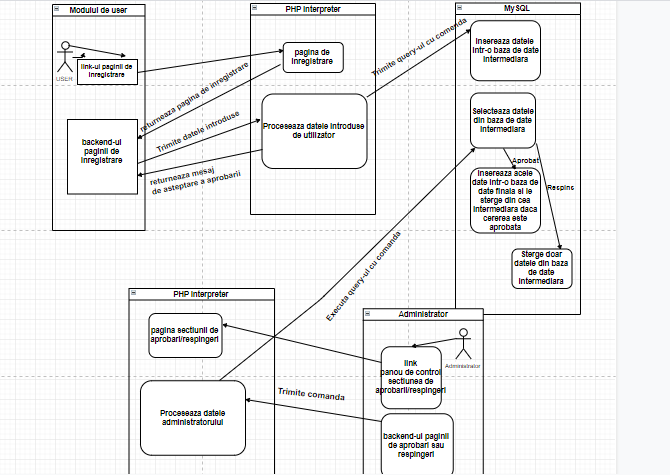 Modulul de user
USER
link-ul paginii de
inregistrare
backend-ul
paginii de
inregistrare
PHP interpreter
pagina de
inregistrare
Proceseaza datele introduse
de utilizator
returneaza pagina de inregistrare
Trimite datele introduse
returneaza mesaj
de asteptare a aprobarii
Trimite query-ul cu comenda
MySQL
Insereaza datele
intr-o baza de date
intermediara
Selecteaza datele
din baza de date
intermediara
Aprobat
Respins
Insereaza acele
date intr-o baza de
date finala si le
sterge din cea
intermediara daca
cererea este
aprobata
Sterge doar
datele din baza
de date
intermediara
Executa query-ul cu comanda
PHP interpreter
pagina sectiunii de
aprobari/respingeri
Proceseaza datele
administratorului
Trimite comanda
Administrator
Administrator
link
panou de control
sectiunea de
aprobarii/respingeri
backend-ul paginii
de aprobari sau
respingeri